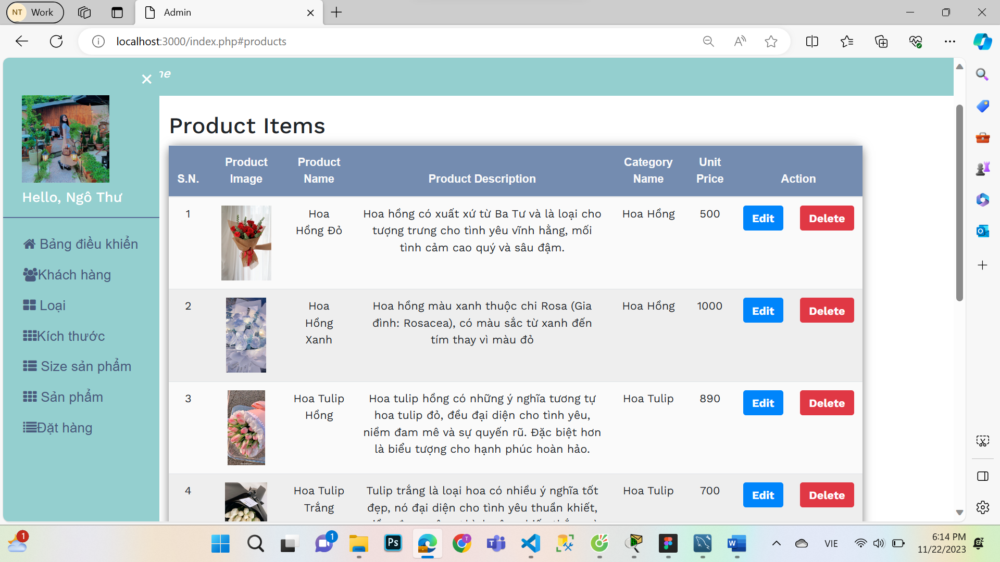 NT Work
Admin
localhost:3000/index.php#products
Hello, Ngô Thư
Bảng điều khiển
Khách hàng
Loại
Kích thước
Size sản phẩm
Sản phẩm
Đặt hàng
Product Items
S.N.
Product
Image
Product
Name
Product Description
Category
Name
Unit
Price
Action
1
Hoa
Hồng Đỏ
Hoa hồng có xuất xứ từ Ba Tư và là loại cho
tượng trưng cho tình yêu vĩnh hằng, mối
tình cảm cao quý và sâu đậm.
Hoa Hồng
500
Edit
Delete
2
Hoa
Hồng
Xanh
Hoa hồng màu xanh thuộc chi Rosa (Gia
đình: Rosacea), có màu sắc từ xanh đến
tím thay vì màu đỏ
Hoa Hồng
1000
Edit
Delete
3
Hoa Tulip
Hồng
Hoa tulip hồng có những ý nghĩa tương tự
hoa tulip đỏ, đều đại diện cho tình yêu,
niềm đam mê và sự quyến rũ. Đặc biệt hơn
là biểu tượng cho hạnh phúc hoàn hảo.
Hoa Tulip
890
Edit
Delete
4
Hoa Tulip
Trắng
Tulip trắng là loại hoa có nhiều ý nghĩa tốt
đẹp, nó đại diện cho tình yêu thuần khiết,
Hoa Tulip
700
Edit
Delete
1
Ps
1
VIE
6:14 PM
11/22/2023